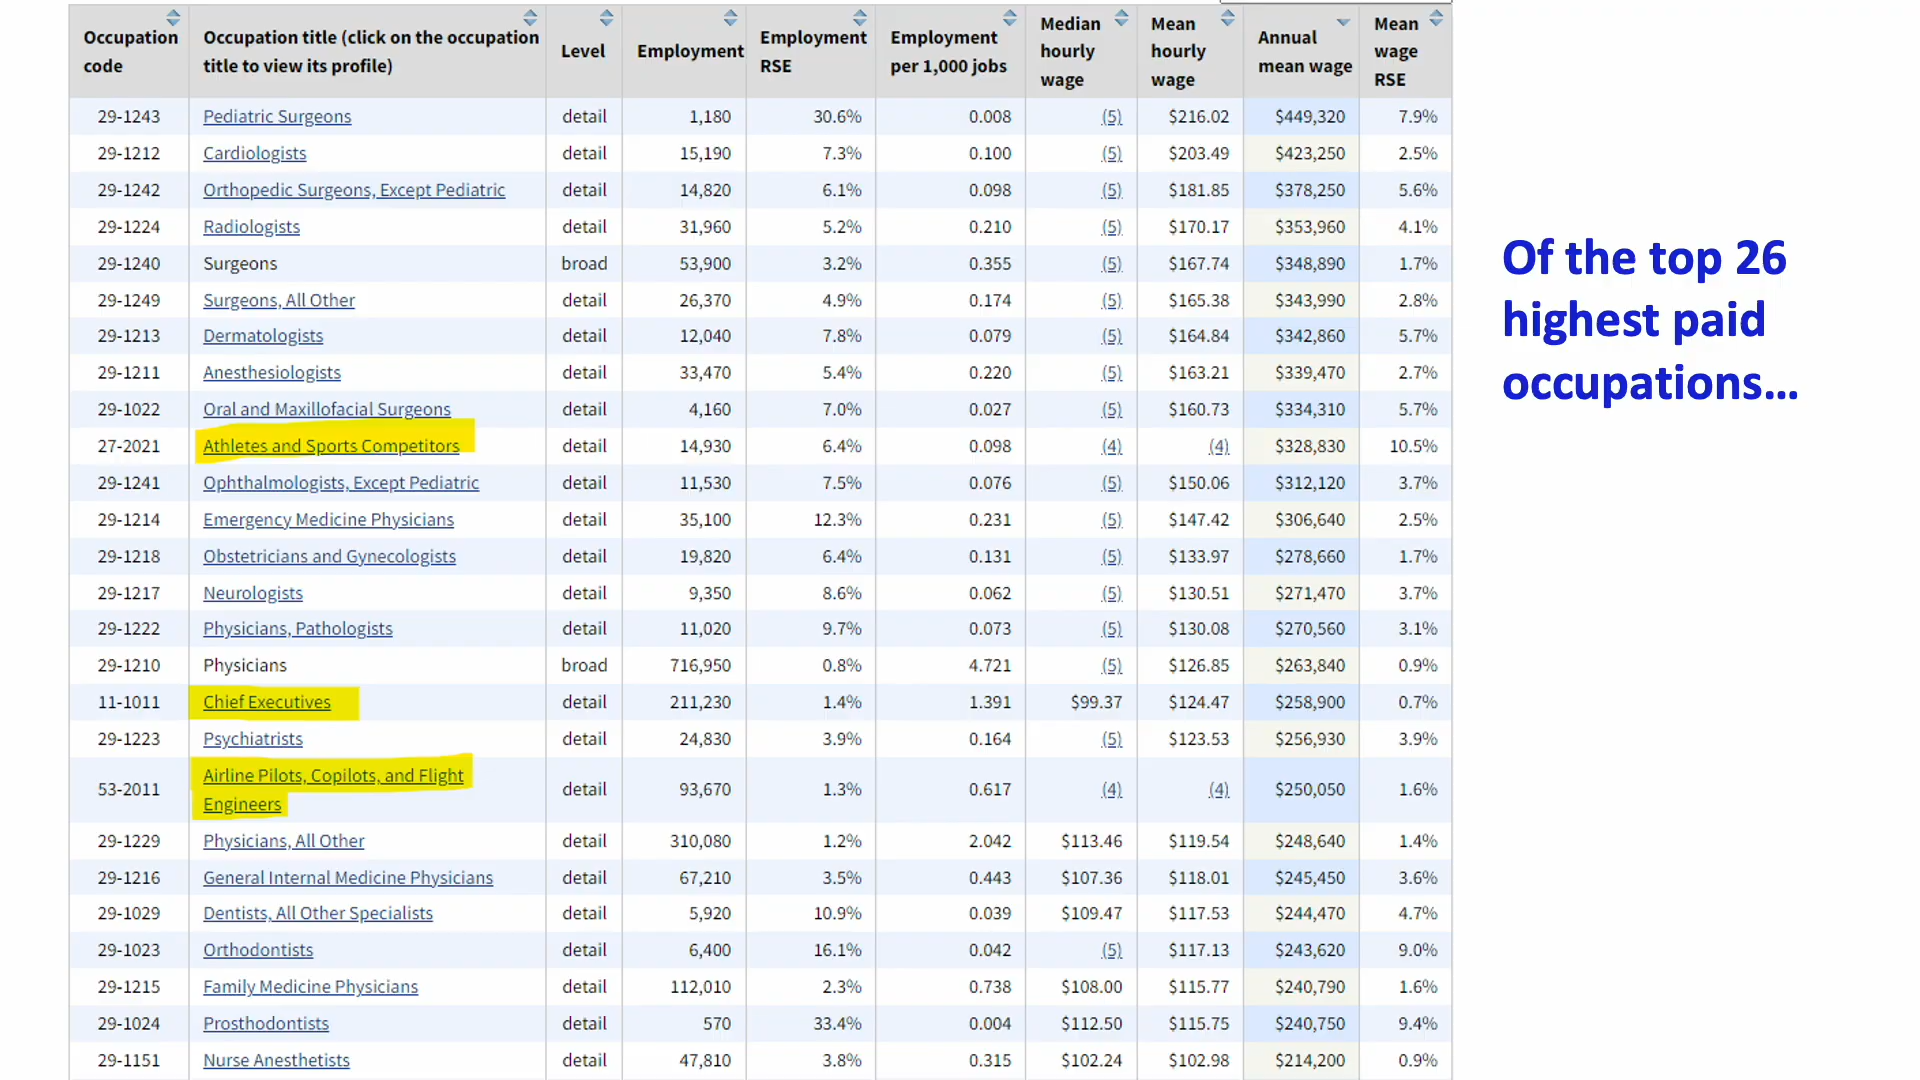 Occupation code Occupation title (click on the occupation title to view its profile) Level Employment Employment RSE Employment per 1,000 jobs Median hourly wage Mean hourly wage Annual mean wage Mean wage RSE
29-1243 Pediatric Surgeons detail 1,180 30.6% 0.008 (5) $216.02 $449,320 7.9%
29-1212 Cardiologists detail 15,190 7.3% 0.100 (5) $203.49 $423,250 2.5%
29-1242 Orthopedic Surgeons, Except Pediatric detail 14,820 6.1% 0.098 (5) $181.85 $378,250 5.6%
29-1224 Radiologists detail 31,960 5.2% 0.210 (5) $170.17 $353,960 4.1%
29-1240 Surgeons broad 53,900 3.2% 0.355 (5) $167.74 $348,890 1.7%
29-1249 Surgeons, All Other detail 26,370 4.9% 0.174 (5) $165.38 $343,990 2.8%
29-1213 Dermatologists detail 12,040 7.8% 0.079 (5) $164.84 $342,860 5.7%
29-1211 Anesthesiologists detail 33,470 5.4% 0.220 (5) $163.21 $339,470 2.7%
29-1022 Oral and Maxillofacial Surgeons detail 4,160 7.0% 0.027 (5) $160.73 $334,310 5.7%
27-2021 Athletes and Sports Competitors detail 14,930 6.4% 0.098 (4) (4) $328,830 10.5%
29-1241 Ophthalmologists, Except Pediatric detail 11,530 7.5% 0.076 (5) $150.06 $312,120 3.7%
29-1214 Emergency Medicine Physicians detail 35,100 12.3% 0.231 (5) $147.42 $306,640 2.5%
29-1218 Obstetricians and Gynecologists detail 19,820 6.4% 0.131 (5) $133.97 $278,660 1.7%
29-1217 Neurologists detail 9,350 8.6% 0.062 (5) $130.51 $271,470 3.7%
29-1222 Physicians, Pathologists detail 11,020 9.7% 0.073 (5) $130.08 $270,560 3.1%
29-1210 Physicians broad 716,950 0.8% 4.721 (5) $126.85 $263,840 0.9%
11-1011 Chief Executives detail 211,230 1.4% 1.391 $99.37 $124.47 $258,900 0.7%
29-1223 Psychiatrists detail 24,830 3.9% 0.164 (5) $123.53 $256,930 3.9%
53-2011 Airline Pilots, Copilots, and Flight Engineers detail 93,670 1.3% 0.617 (4) (4) $250,050 1.6%
29-1229 Physicians, All Other detail 310,080 1.2% 2.042 $113.46 $119.54 $248,640 1.4%
29-1216 General Internal Medicine Physicians detail 67,210 3.5% 0.443 $107.36 $118.01 $245,450 3.6%
29-1029 Dentists, All Other Specialists detail 5,920 10.9% 0.039 $109.47 $117.53 $244,470 4.7%
29-1023 Orthodontists detail 6,400 16.1% 0.042 (5) $117.13 $243,620 9.0%
29-1215 Family Medicine Physicians detail 112,010 2.3% 0.738 $108.00 $115.77 $240,790 1.6%
29-1024 Prosthodontists detail 570 33.4% 0.004 $112.50 $115.75 $240,750 9.4%
29-1151 Nurse Anesthetists detail 47,810 3.8% 0.315 $102.24 $102.98 $214,200 0.9%
Of the top 26
highest paid
occupations...